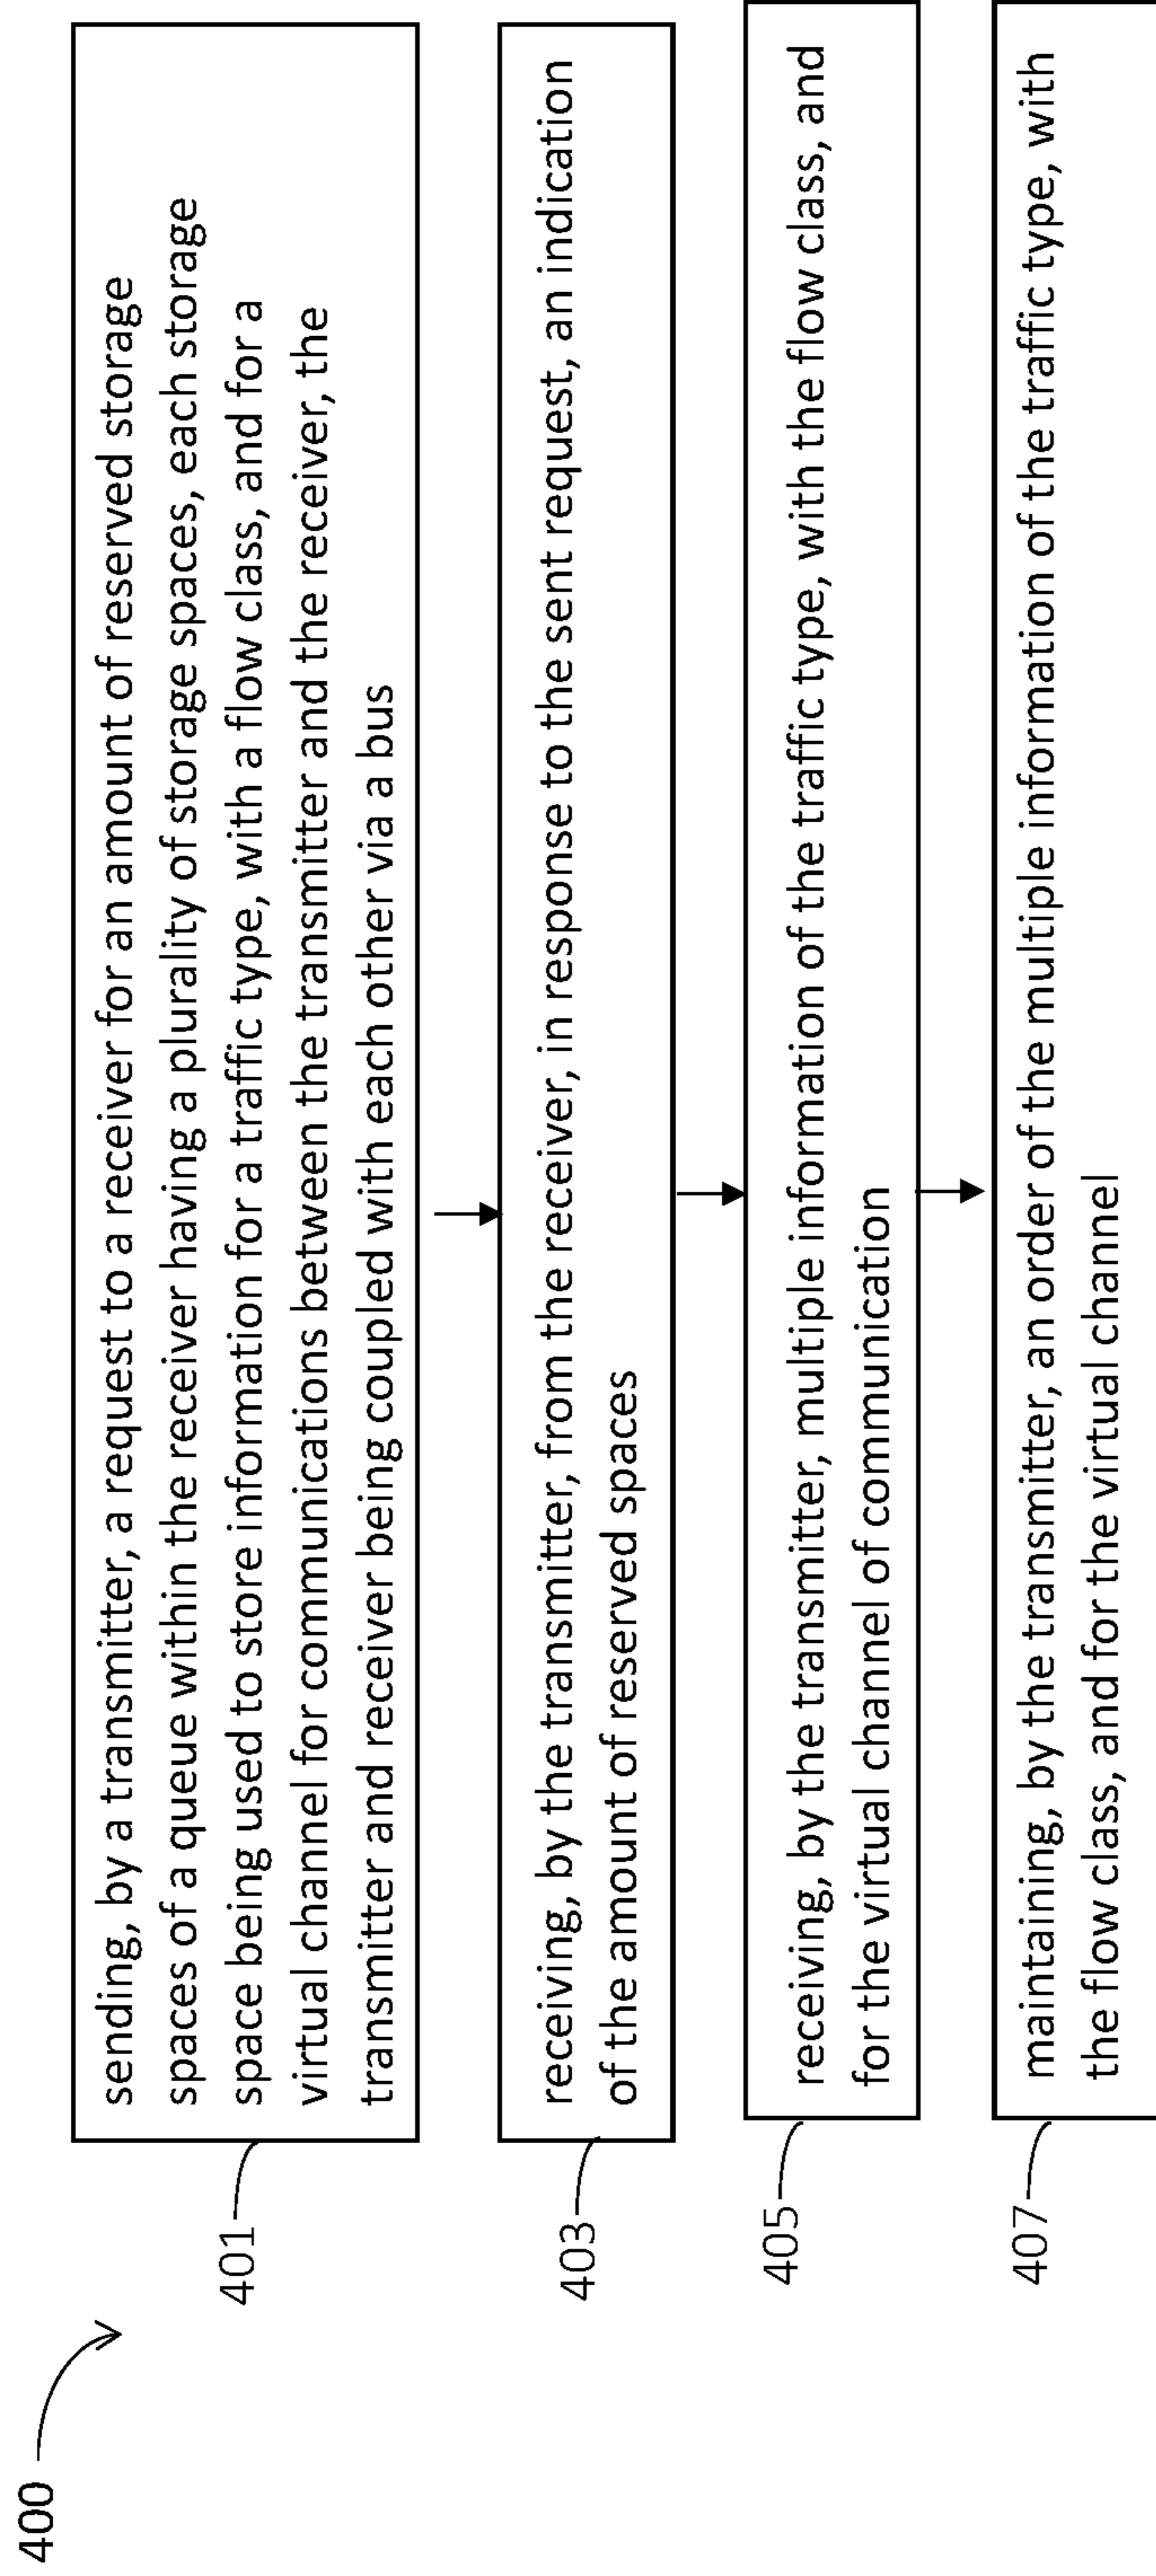 400
401
sending, by a transmitter, a request to a receiver for an amount of reserved storage
spaces of a queue within the receiver having a plurality of storage spaces, each storage
space being used to store information for a traffic type, with a flow class, and for a
virtual channel for communications between the transmitter and the receiver, the
transmitter and receiver being coupled with each other via a bus
403
receiving, by the transmitter, from the receiver, in response to the sent request, an indication
of the amount of reserved spaces
405
receiving, by the transmitter, multiple information of the traffic type, with the flow class, and
for the virtual channel of communication
407
maintaining, by the transmitter, an order of the multiple information of the traffic type, with
the flow class, and for the virtual channel